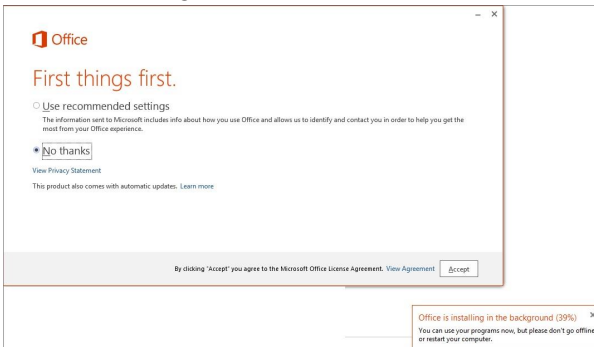 Office
First things first.
Use recommended settings
The information sent to Microsoft includes info about how you use Office and allows us to identify and contact you in order to help you get the
most from your Office experience.
No thanks
View Privacy Statement
This product also comes with automatic updates. Learn more
By clicking "Accept" you agree to the Microsoft Office License Agreement. View Agreement Accept
Office is installing in the background (39%)
You can use your programs now, but please don't go offline
or restart your computer.